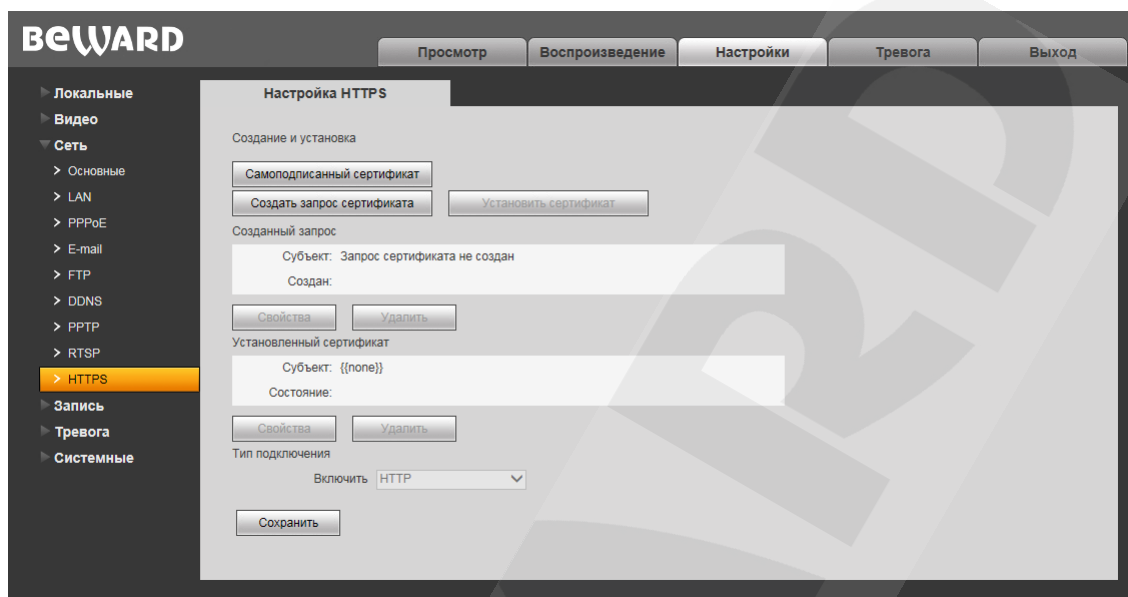 BEWARD
Просмотр Воспроизведение Настройки Тревога Выход
Локальные
Видео
Сеть
Основные
LAN
PPPoE
E-mail
FTP
DDNS
PPTP
RTSP
HTTPS
Запись
Тревога
Системные
Настройка HTTPS
Создание и установка
Самоподписанный сертификат
Создать запрос сертификата Установить сертификат
Созданный запрос
Субъект: Запрос сертификата не создан
Создан:
Свойства Удалить
Установленный сертификат
Субъект: {{none}}
Состояние:
Свойства Удалить
Тип подключения
Включить HTTP
Сохранить